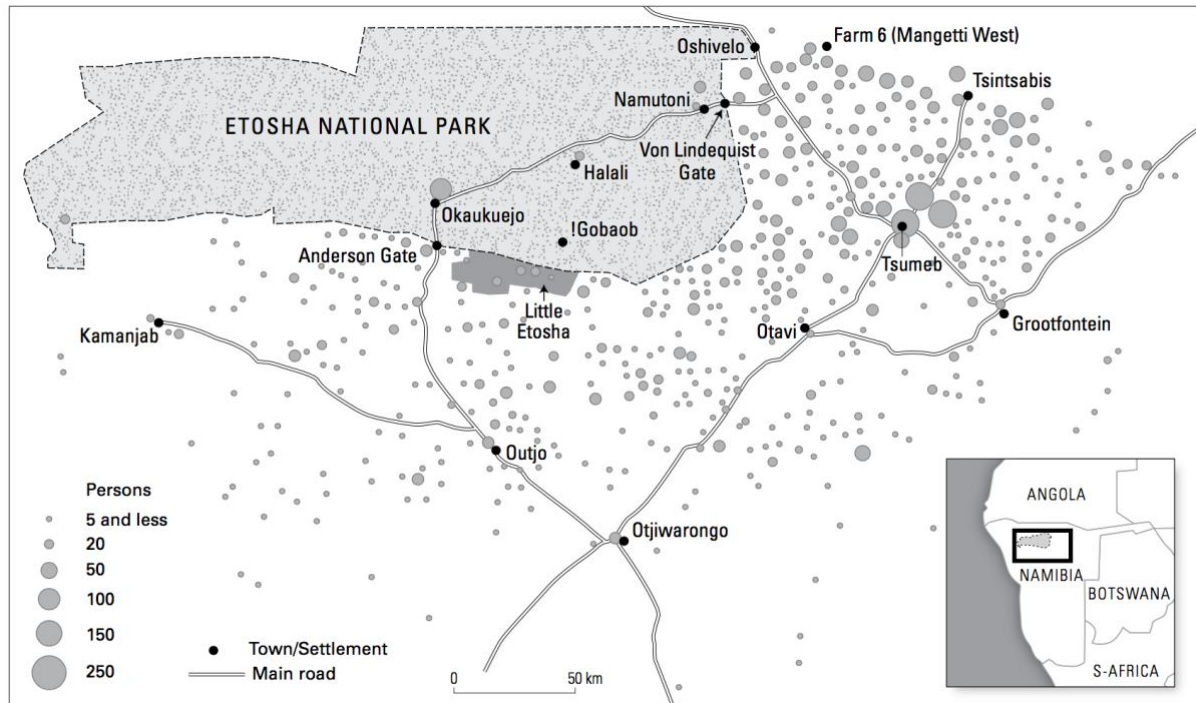 Oshivelo
Farm 6 (Mangetti West)
Tsintsabis
Namutoni
ETOSHA NATIONAL PARK
Von Lindequist
Gate
Halali
Okaukuejo
!Gobaob
Anderson Gate
Tsumeb
Little
Etosha
Kamanjab
Otavi
Grootfontein
Outjo
Otjiwarongo
Persons
5 and less
20
50
100
150
250
Town/Settlement
Main road
0
50 km
ANGOLA
NAMIBIA
BOTSWANA
S-AFRICA